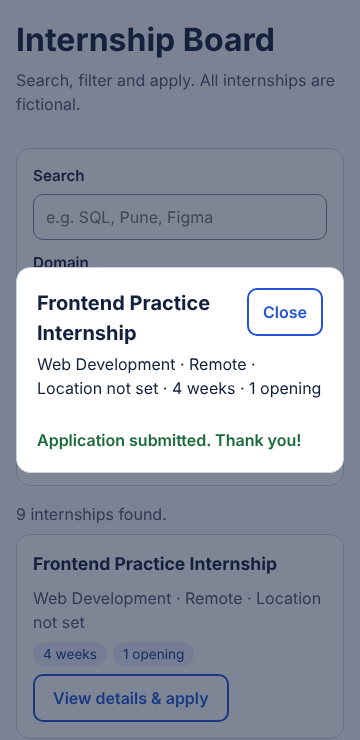 Internship Board
Search, filter and apply. All internships are
fictional.
Search
e.g. SQL, Pune, Figma
Domain
Frontend Practice
Internship
Close
Web Development · Remote ·
Location not set · 4 weeks · 1 opening
Application submitted. Thank you!
9 internships found.
Frontend Practice Internship
Web Development · Remote · Location
not set
4 weeks
1 opening
View details & apply